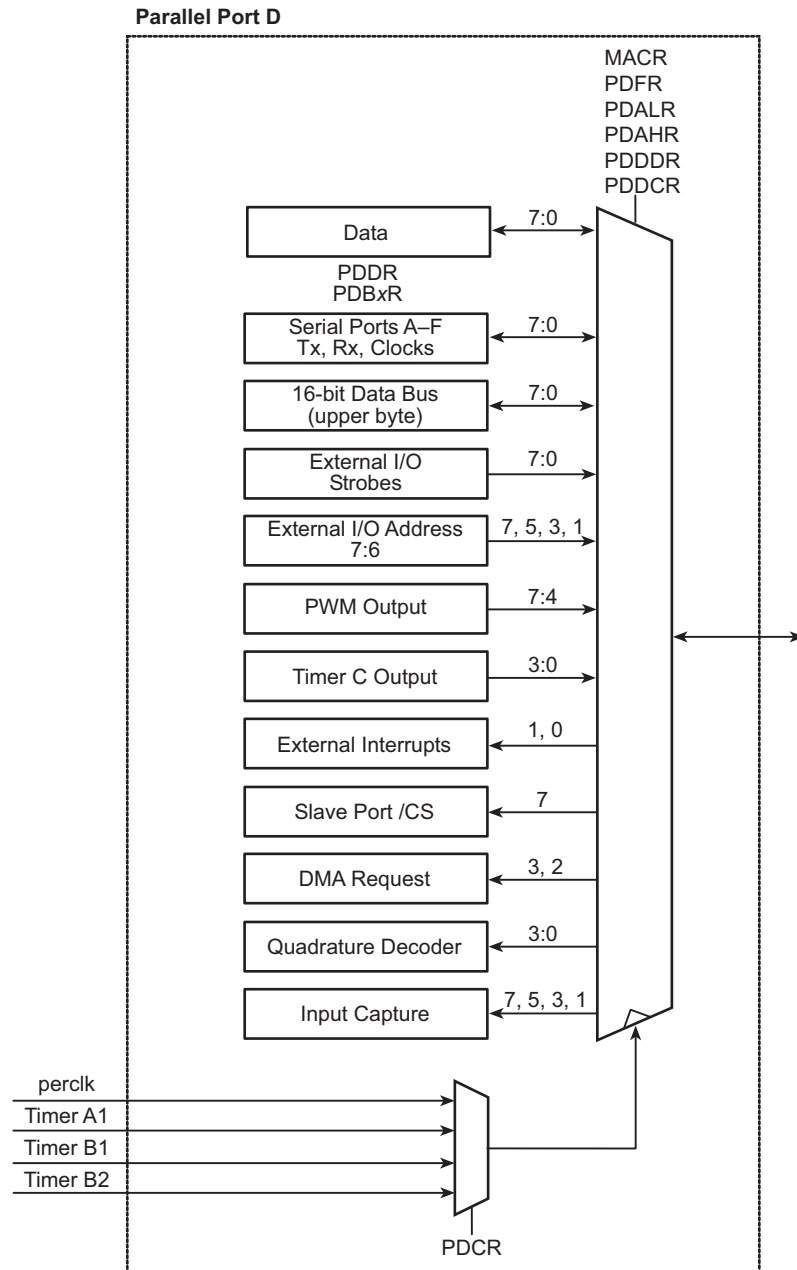 Parallel Port D
MACR
PDFR
PDALR
PDAHR
PDDDR
PDDCR
Data
7:0
PDDR
PDBxR
Serial Ports A–F
Tx, Rx, Clocks
7:0
16-bit Data Bus
(upper byte)
7:0
External I/O
Strobes
7:0
External I/O Address
7:6
7, 5, 3, 1
PWM Output
7:4
Timer C Output
3:0
External Interrupts
1, 0
Slave Port /CS
7
DMA Request
3, 2
Quadrature Decoder
3:0
Input Capture
7, 5, 3, 1
perclk
Timer A1
Timer B1
Timer B2
PDCR